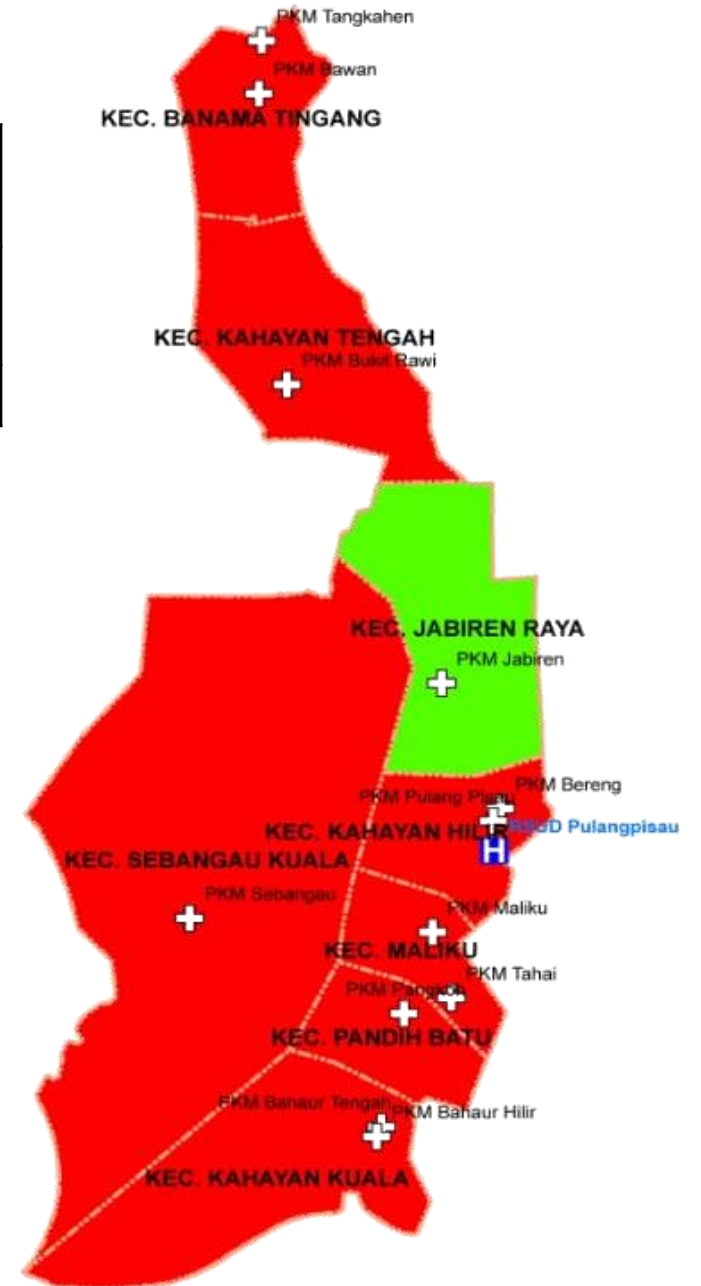 PKM Tangkahen
PKM Bawan
KEC. BANAMA TINGANG
KEC. KAHAYAN TENGAH
PKM Bukit Rawi
KEC. JABIREN RAYA
PKM Jabiren
PKM Bereng
PKM Pulang Pisau
RSUD Pulangpisau
KEC. KAHAYAN HILIR
H
KEC. SEBANGAU KUALA
PKM Sebangau
PKM Maliku
KEC. MALIKU
PKM Tahai
PKM Pangkoh
KEC. PANDIH BATU
PKM Bahaur Tengah
PKM Bahaur Hilir
KEC. KAHAYAN KUALA